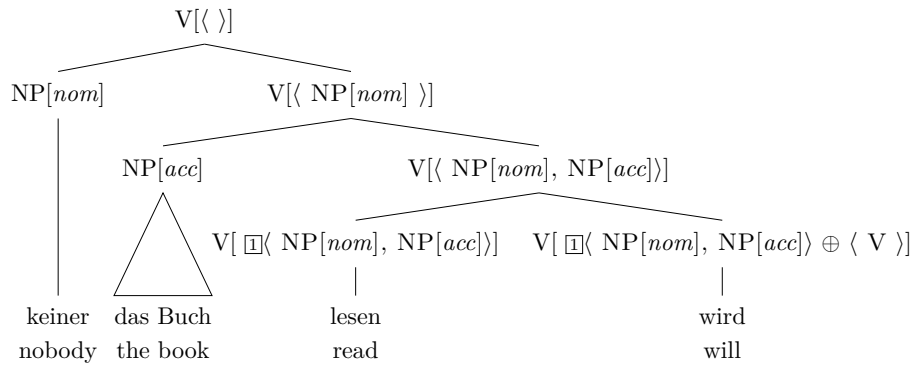 V[⟨ ⟩]
NP[nom] V[⟨ NP[nom] ⟩]
NP[acc] V[⟨ NP[nom], NP[acc]⟩]
V[ 1⟨ NP[nom], NP[acc]⟩] V[ 1⟨ NP[nom], NP[acc]⟩ ⊕ ⟨ V ⟩]
keiner das Buch lesen wird
nobody the book read will